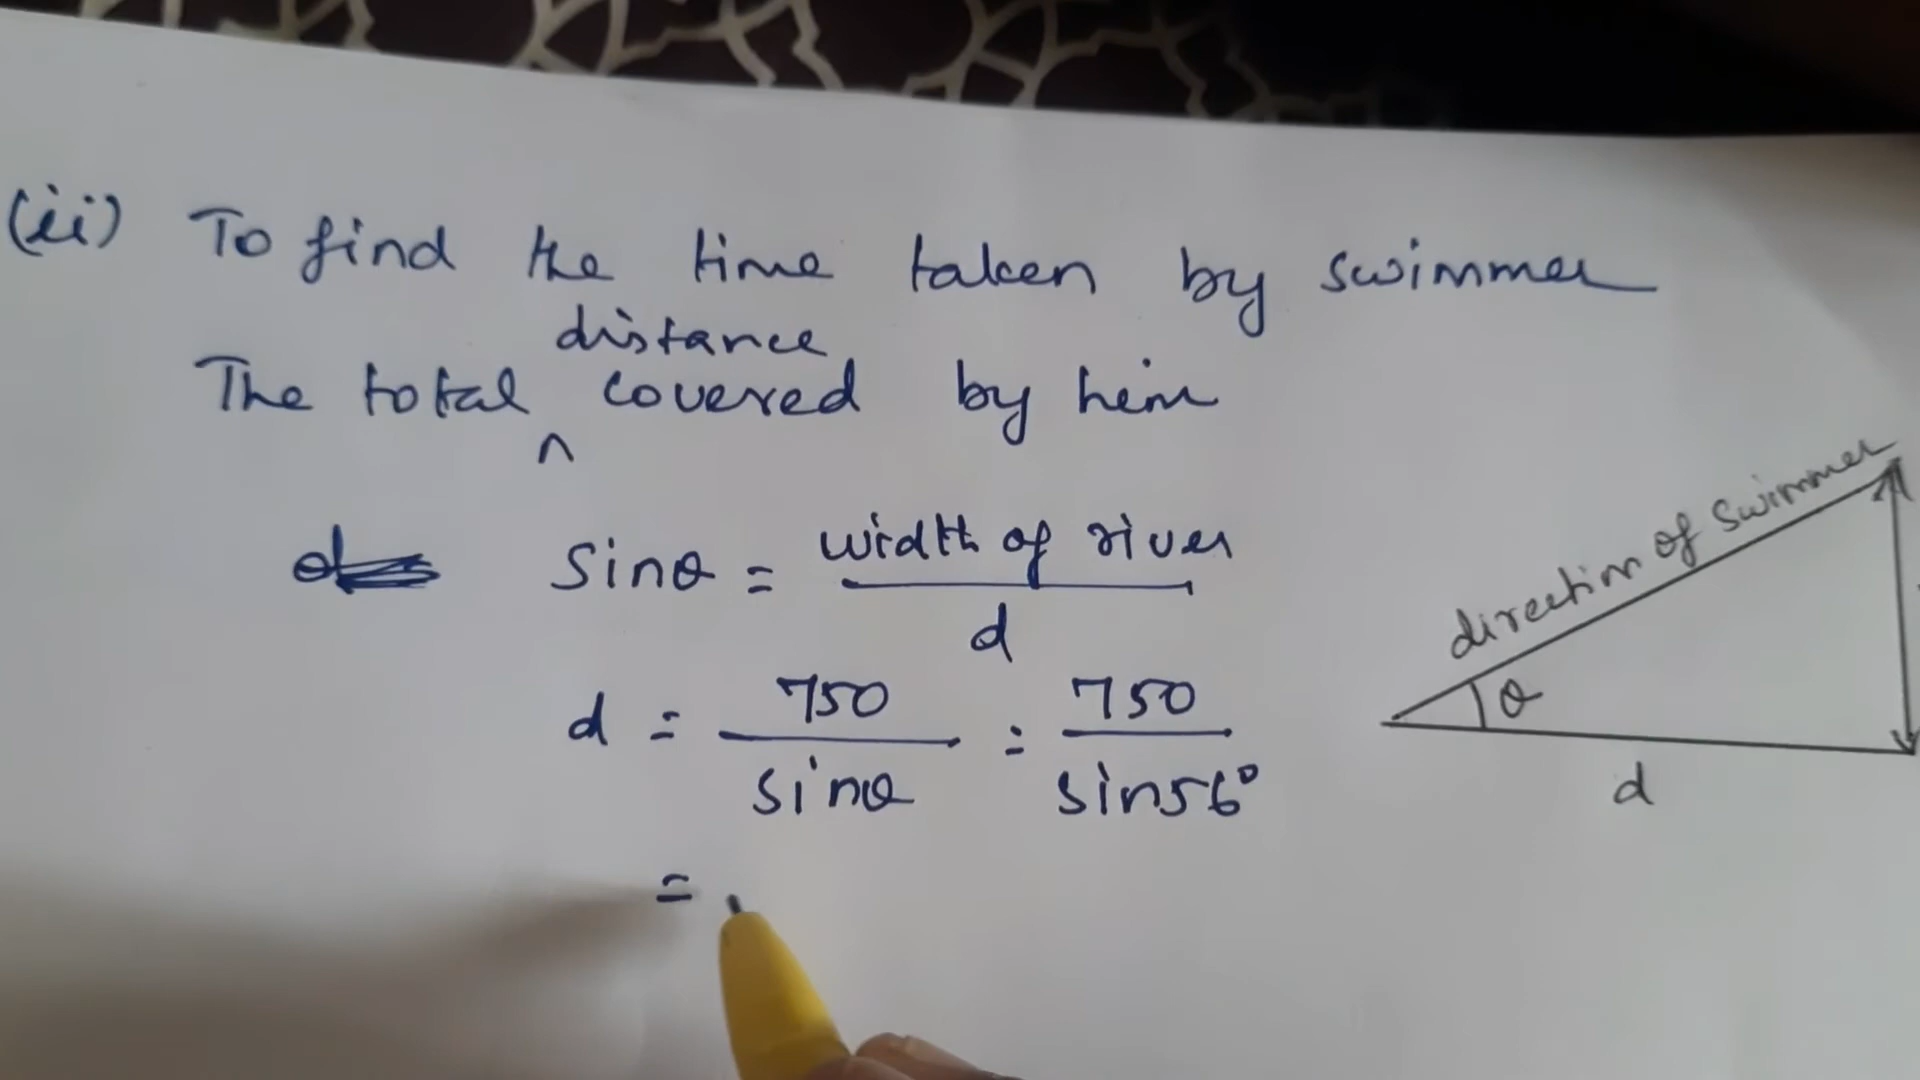 (ii) To find the time taken by swimmer
distance
The total ^ covered by him
d sinθ = width of river / d
d = 750 / sinθ = 750 / sin56°
=
direction of swimmer
θ
d